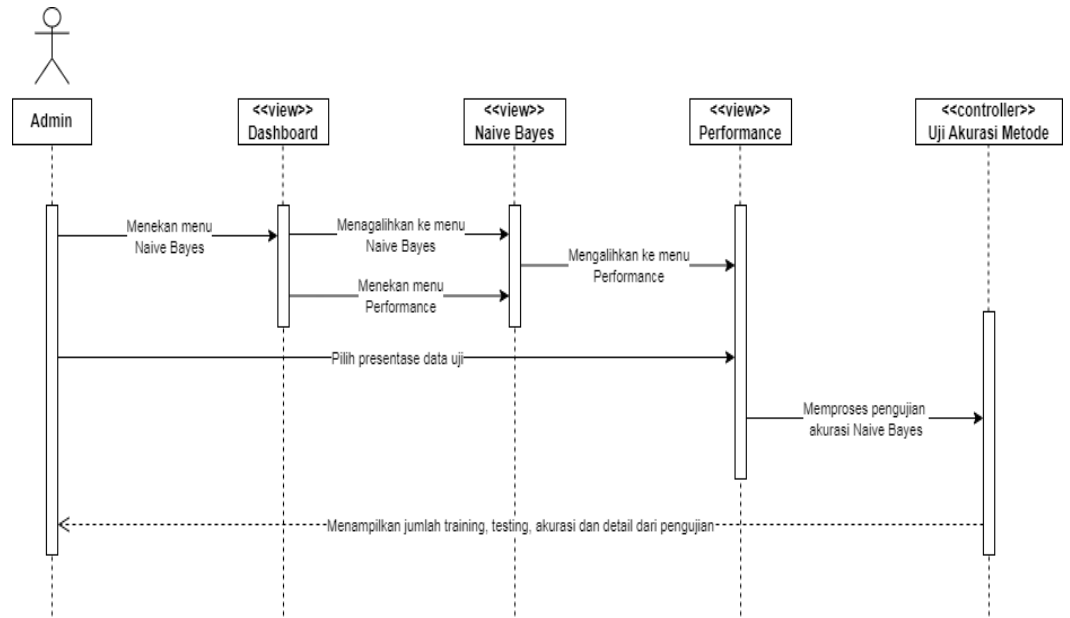 Admin
<<view>>
Dashboard
<<view>>
Naive Bayes
<<view>>
Performance
<<controller>>
Uji Akurasi Metode
Menekan menu
Naive Bayes
Menagalihkan ke menu
Naive Bayes
Mengalihkan ke menu
Performance
Menekan menu
Performance
Pilih presentase data uji
Memproses pengujian
akurasi Naive Bayes
Menampilkan jumlah training, testing, akurasi dan detail dari pengujian